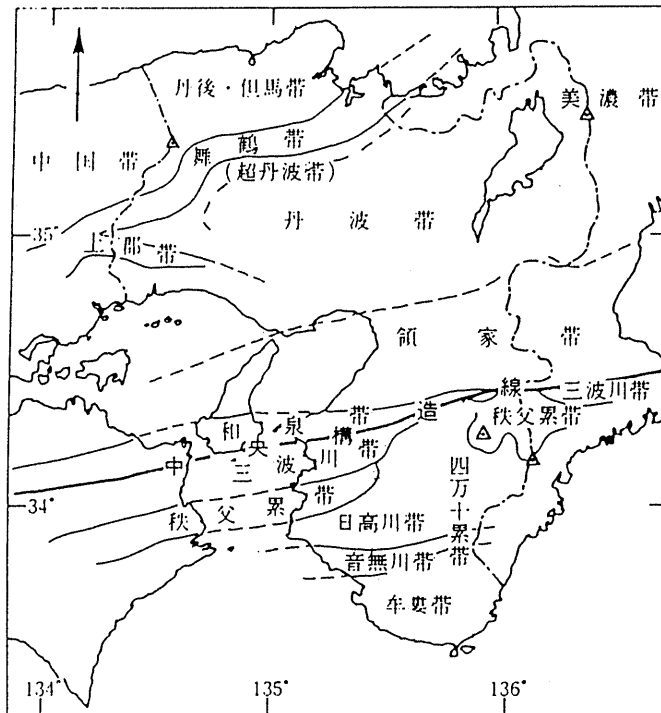 丹後・但馬帯
美濃帯
中国帯
舞鶴帯
(超丹波帯)
丹波帯
35°
上郡帯
領家帯
線
三波川帯
和泉帯
秩父累帯
中央構造
三波川帯
四万十累帯
34°
秩父累帯
日高川帯
音無川帯
牟婁帯
134°
135°
136°